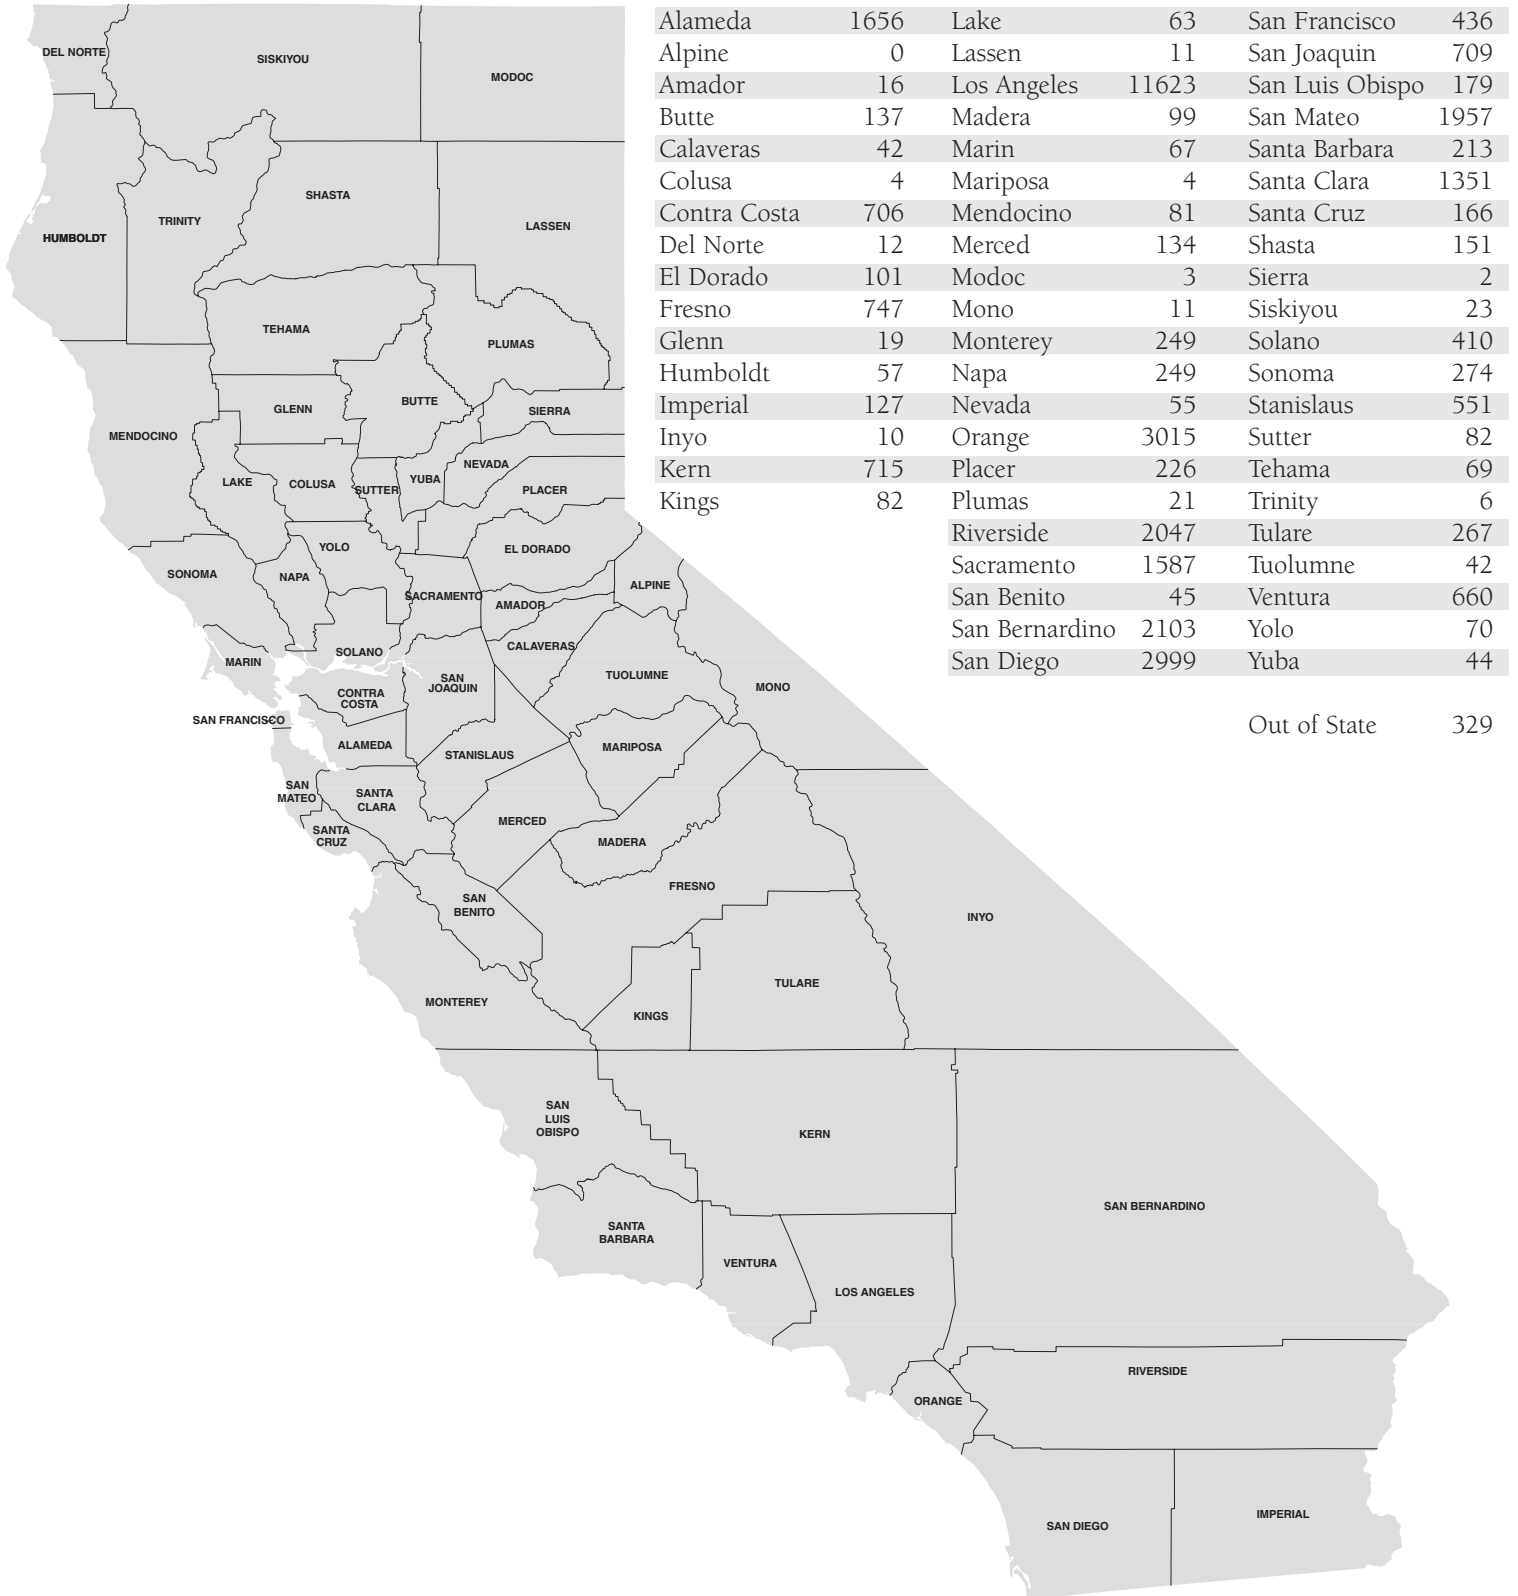 Alameda 1656 Lake 63 San Francisco 436
Alpine 0 Lassen 11 San Joaquin 709
Amador 16 Los Angeles 11623 San Luis Obispo 179
Butte 137 Madera 99 San Mateo 1957
Calaveras 42 Marin 67 Santa Barbara 213
Colusa 4 Mariposa 4 Santa Clara 1351
Contra Costa 706 Mendocino 81 Santa Cruz 166
Del Norte 12 Merced 134 Shasta 151
El Dorado 101 Modoc 3 Sierra 2
Fresno 747 Mono 11 Siskiyou 23
Glenn 19 Monterey 249 Solano 410
Humboldt 57 Napa 249 Sonoma 274
Imperial 127 Nevada 55 Stanislaus 551
Inyo 10 Orange 3015 Sutter 82
Kern 715 Placer 226 Tehama 69
Kings 82 Plumas 21 Trinity 6
Riverside 2047 Tulare 267
Sacramento 1587 Tuolumne 42
San Benito 45 Ventura 660
San Bernardino 2103 Yolo 70
San Diego 2999 Yuba 44
Out of State 329
DEL NORTE
SISKIYOU
MODOC
SHASTA
TRINITY
LASSEN
HUMBOLDT
TEHAMA
PLUMAS
BUTTE
GLENN
SIERRA
MENDOCINO
NEVADA
YUBA
LAKE
COLUSA
SUTTER
PLACER
YOLO
EL DORADO
SONOMA
NAPA
ALPINE
SACRAMENTO
AMADOR
CALAVERAS
SOLANO
MARIN
TUOLUMNE
SAN
JOAQUIN
MONO
CONTRA
COSTA
SAN FRANCISCO
ALAMEDA
STANISLAUS
MARIPOSA
SAN
MATEO
SANTA
CLARA
MERCED
SANTA
CRUZ
MADERA
FRESNO
SAN
BENITO
INYO
TULARE
MONTEREY
KINGS
SAN
LUIS
OBISPO
KERN
SAN BERNARDINO
SANTA
BARBARA
VENTURA
LOS ANGELES
RIVERSIDE
ORANGE
IMPERIAL
SAN DIEGO